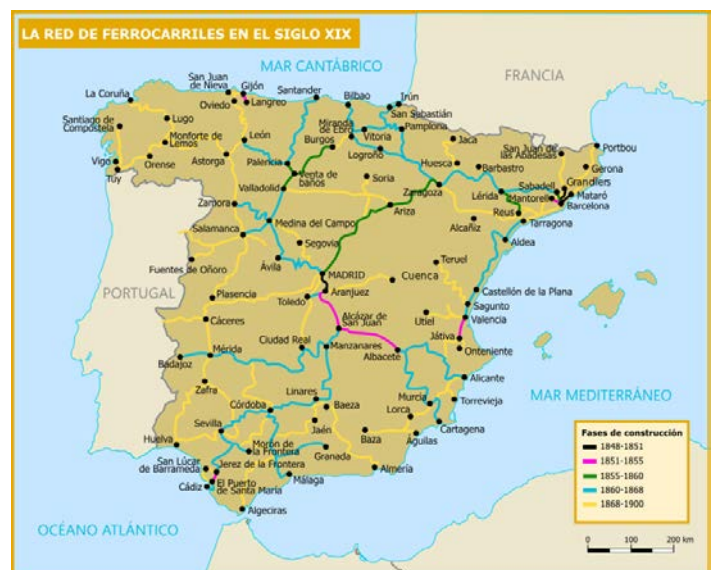 LA RED DE FERROCARRILES EN EL SIGLO XIX
MAR CANTÁBRICO
FRANCIA
La Coruña
San Juan
de Nieva
Gijón
Oviedo
Langreo
Santander
Bilbao
Irún
San Subastián
Santiago de
Compostela
Lugo
Monforte de
Lemos
León
Miranda
de Ebro
Burgos
Vitoria
Pamplona
Logroño
Jaca
San Juan de
las Abadesas
Portbou
Vigo
Orense
Tuy
Astorga
Palencia
Venta de
baños
Huesca
Barbastro
Gerona
Granollers
Sabadell
Mataró
Mantorell
Barcelona
Valladolid
Soria
Zaragoza
Lérida
Zamora
Ariza
Reus
Tarragona
Medina del Campo
Salamanca
Segovia
Alcañiz
Aldea
Ávila
Fuentes de Oñoro
MADRID
Teruel
PORTUGAL
Plasencia
Toledo
Aranjuez
Cuenca
Castellón de la Plana
Sagunto
Cáceres
Alcázar de
San Juan
Utiel
Valencia
Ciudad Real
Manzanares
Játiva
Badajoz
Mérida
Albacete
Onteniente
Zafra
Alicante
MAR MEDITERRÁNEO
Linares
Murcia
Torrevieja
Córdoba
Baeza
Lorca
Sevilla
Jaén
Cartagena
Huelva
Morón de
la Frontera
Baza
Águilas
Granada
San Lúcar
de Barrameda
Jerez de la Frontera
Almería
Cádiz
El Puerto
de Santa María
Málaga
OCÉANO ATLÁNTICO
Algeciras
Fases de construcción
1848-1851
1851-1855
1855-1860
1860-1868
1868-1900
0 100 200 km